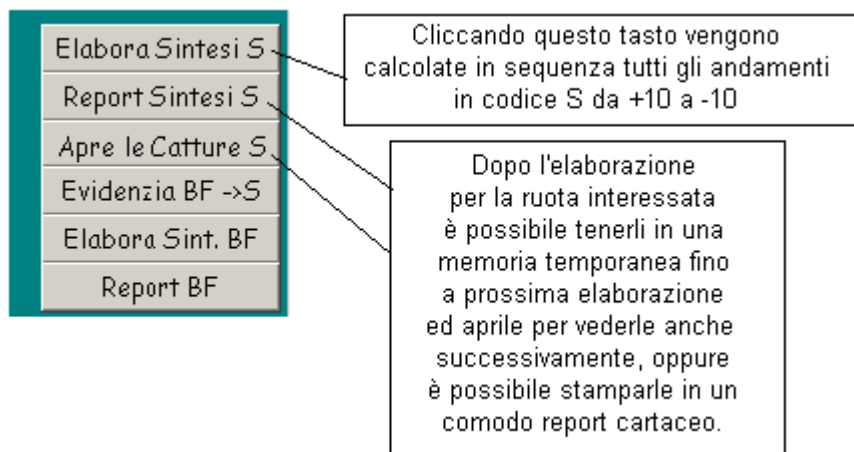 Elabora Sintesi S
Report Sintesi S
Apre le Catture S
Evidenzia BF ->S
Elabora Sint. BF
Report BF
Cliccando questo tasto vengono
calcolate in sequenza tutti gli andamenti
in codice S da +10 a -10
Dopo l'elaborazione
per la ruota interessata
è possibile tenerli in una
memoria temporanea fino
a prossima elaborazione
ed aprile per vederle anche
successivamente, oppure
è possibile stamparle in un
comodo report cartaceo.